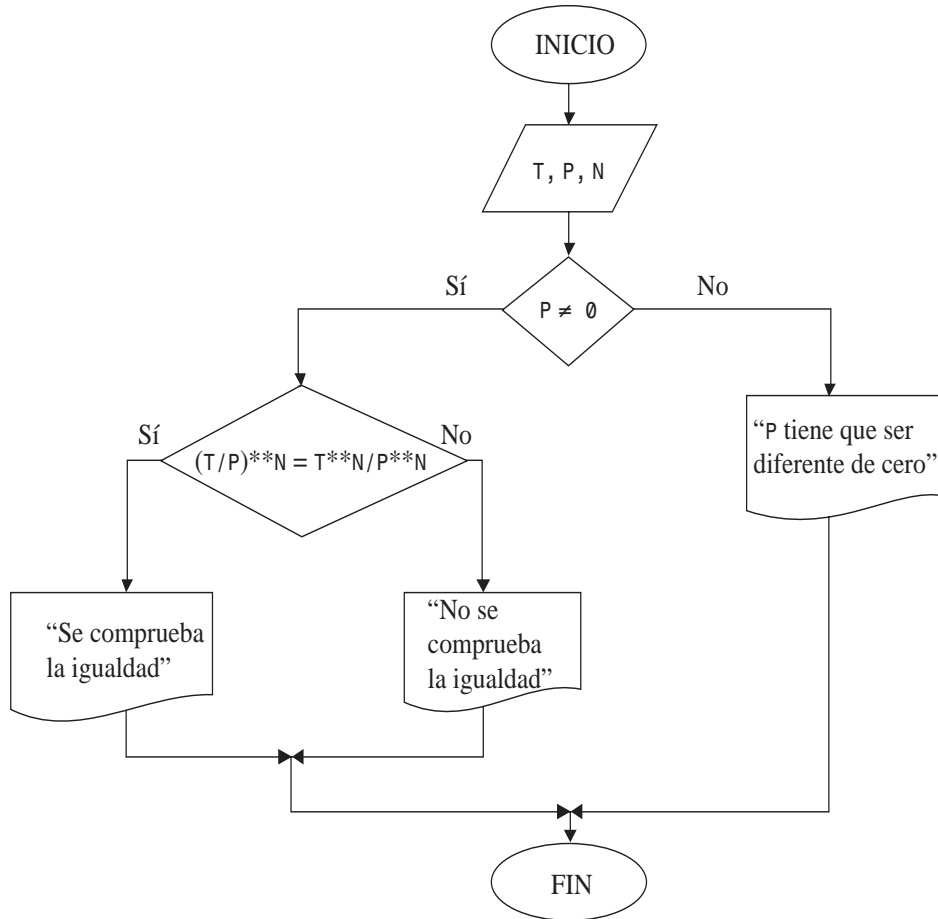 INICIO
T, P, N
Sí
No
P ≠ 0
Sí
No
(T/P)**N = T**N/P**N
“P tiene que ser
diferente de cero”
“Se comprueba
la igualdad”
“No se
comprueba
la igualdad”
FIN